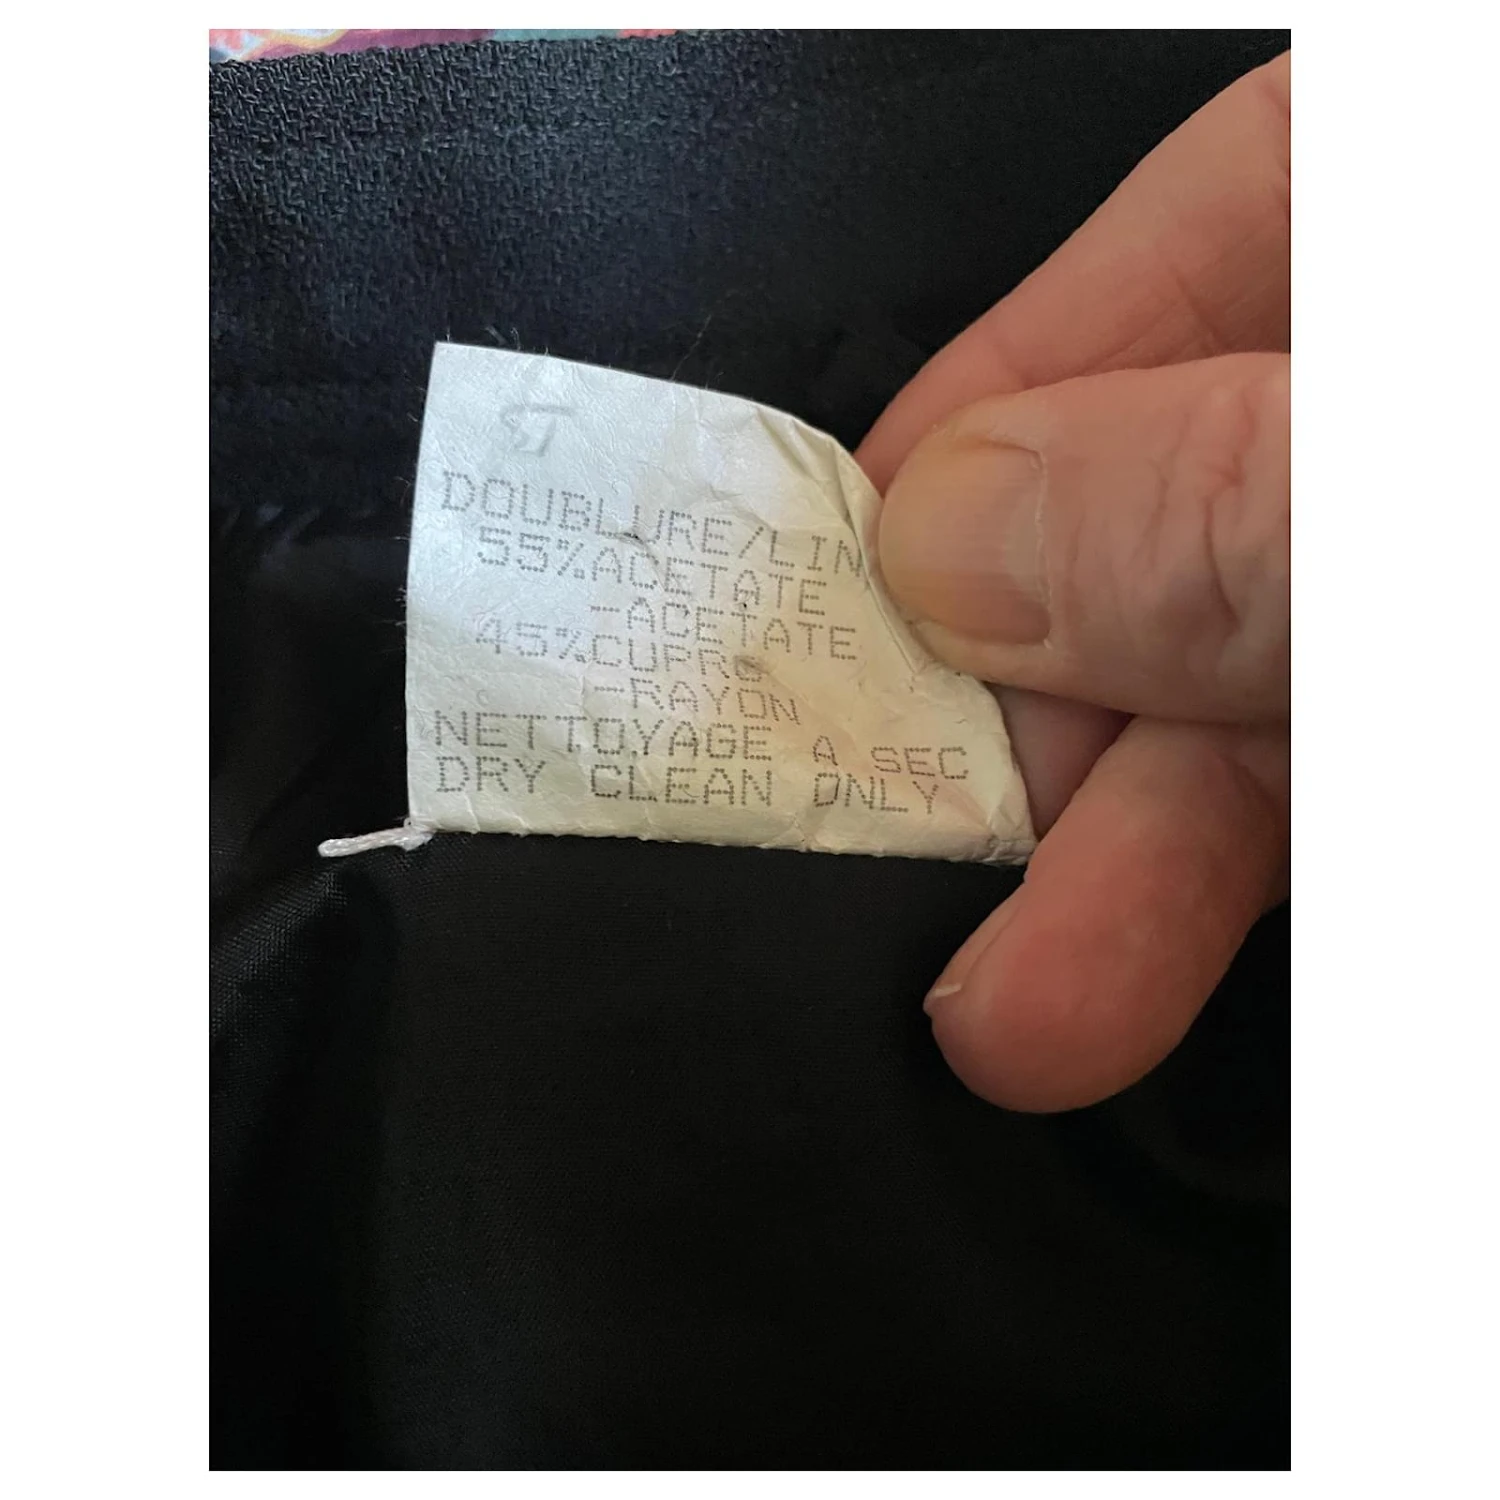 DOUBLURE/LIN
55%ACETATE
-ACETATE
45%CUPRO
-RAYON
NETTOYAGE A SEC
DRY CLEAN ONLY